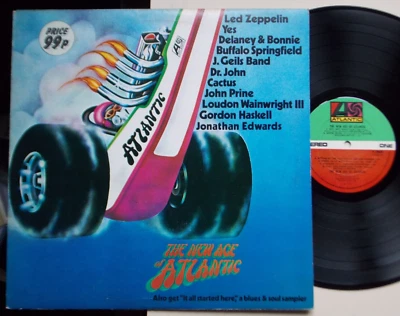 PRICE
99p
Led Zeppelin
Yes
Delaney & Bonnie
Buffalo Springfield
J. Geils Band
Dr. John
Cactus
John Prine
Loudon Wainwright III
Gordon Haskell
Jonathan Edwards
ATLANTIC
THE NEW AGE
of ATLANTIC
Also get "it all started here," a blues & soul sampler
ATLANTIC
STEREO
ONE